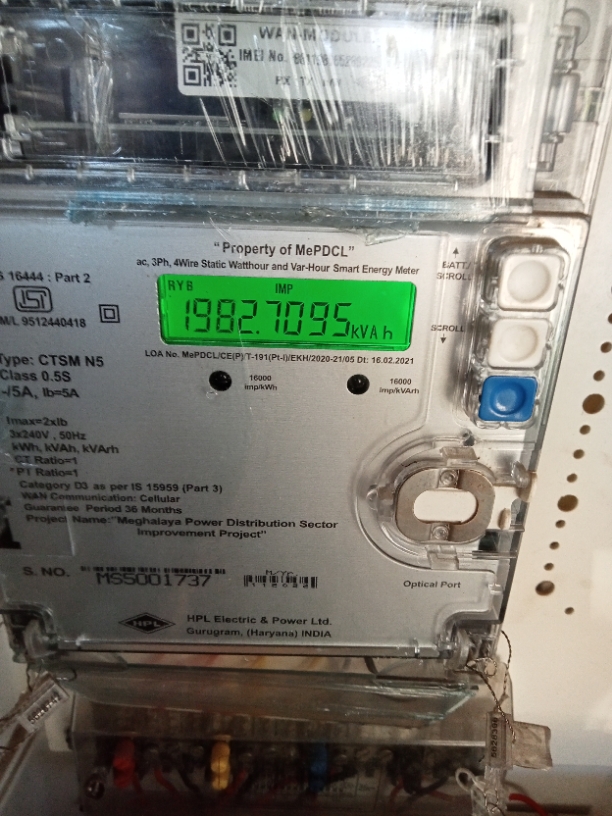 WAN-MODULE
IMEI No.
"Property of MePDCL"
ac, 3Ph, 4Wire Static Watthour and Var-Hour Smart Energy Meter
S 16444 : Part 2
M/L 9512440418
RYB IMP
1982.7095kVAh
BATT/
SCROLL
SCROLL
LOA No. MePDCL/CE(P)/T-191(Pt-I)/EKH/2020-21/05 Dt: 16.02.2021
Type: CTSM N5
Class 0.5S
-/5A, Ib=5A
16000
imp/kWh
16000
imp/kVArh
Imax=2xIb
3x240V, 50Hz
kWh, kVAh, kVArh
CT Ratio=1
*PT Ratio=1
Category D3 as per IS 15959 (Part 3)
WAN Communication: Cellular
Guarantee Period 36 Months
Project Name:"Meghalaya Power Distribution Sector
Improvement Project"
S. NO. MS5001737
Optical Port
HPL
HPL Electric & Power Ltd.
Gurugram, (Haryana) INDIA